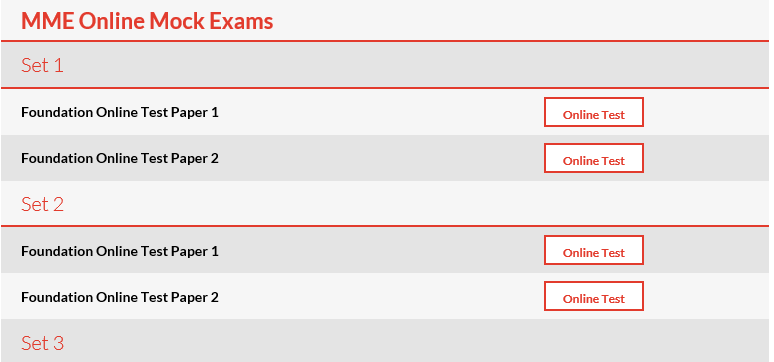 MME Online Mock Exams
Set 1
Foundation Online Test Paper 1 Online Test
Foundation Online Test Paper 2 Online Test
Set 2
Foundation Online Test Paper 1 Online Test
Foundation Online Test Paper 2 Online Test
Set 3